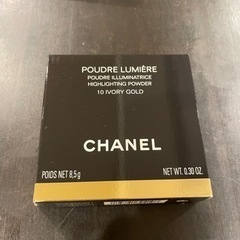 POUDRE LUMIÈRE
POUDRE ILLUMINATRICE
HIGHLIGHTING POWDER
10 IVORY GOLD
CHANEL
POIDS NET 8,5g
NET WT. 0.30 OZ.